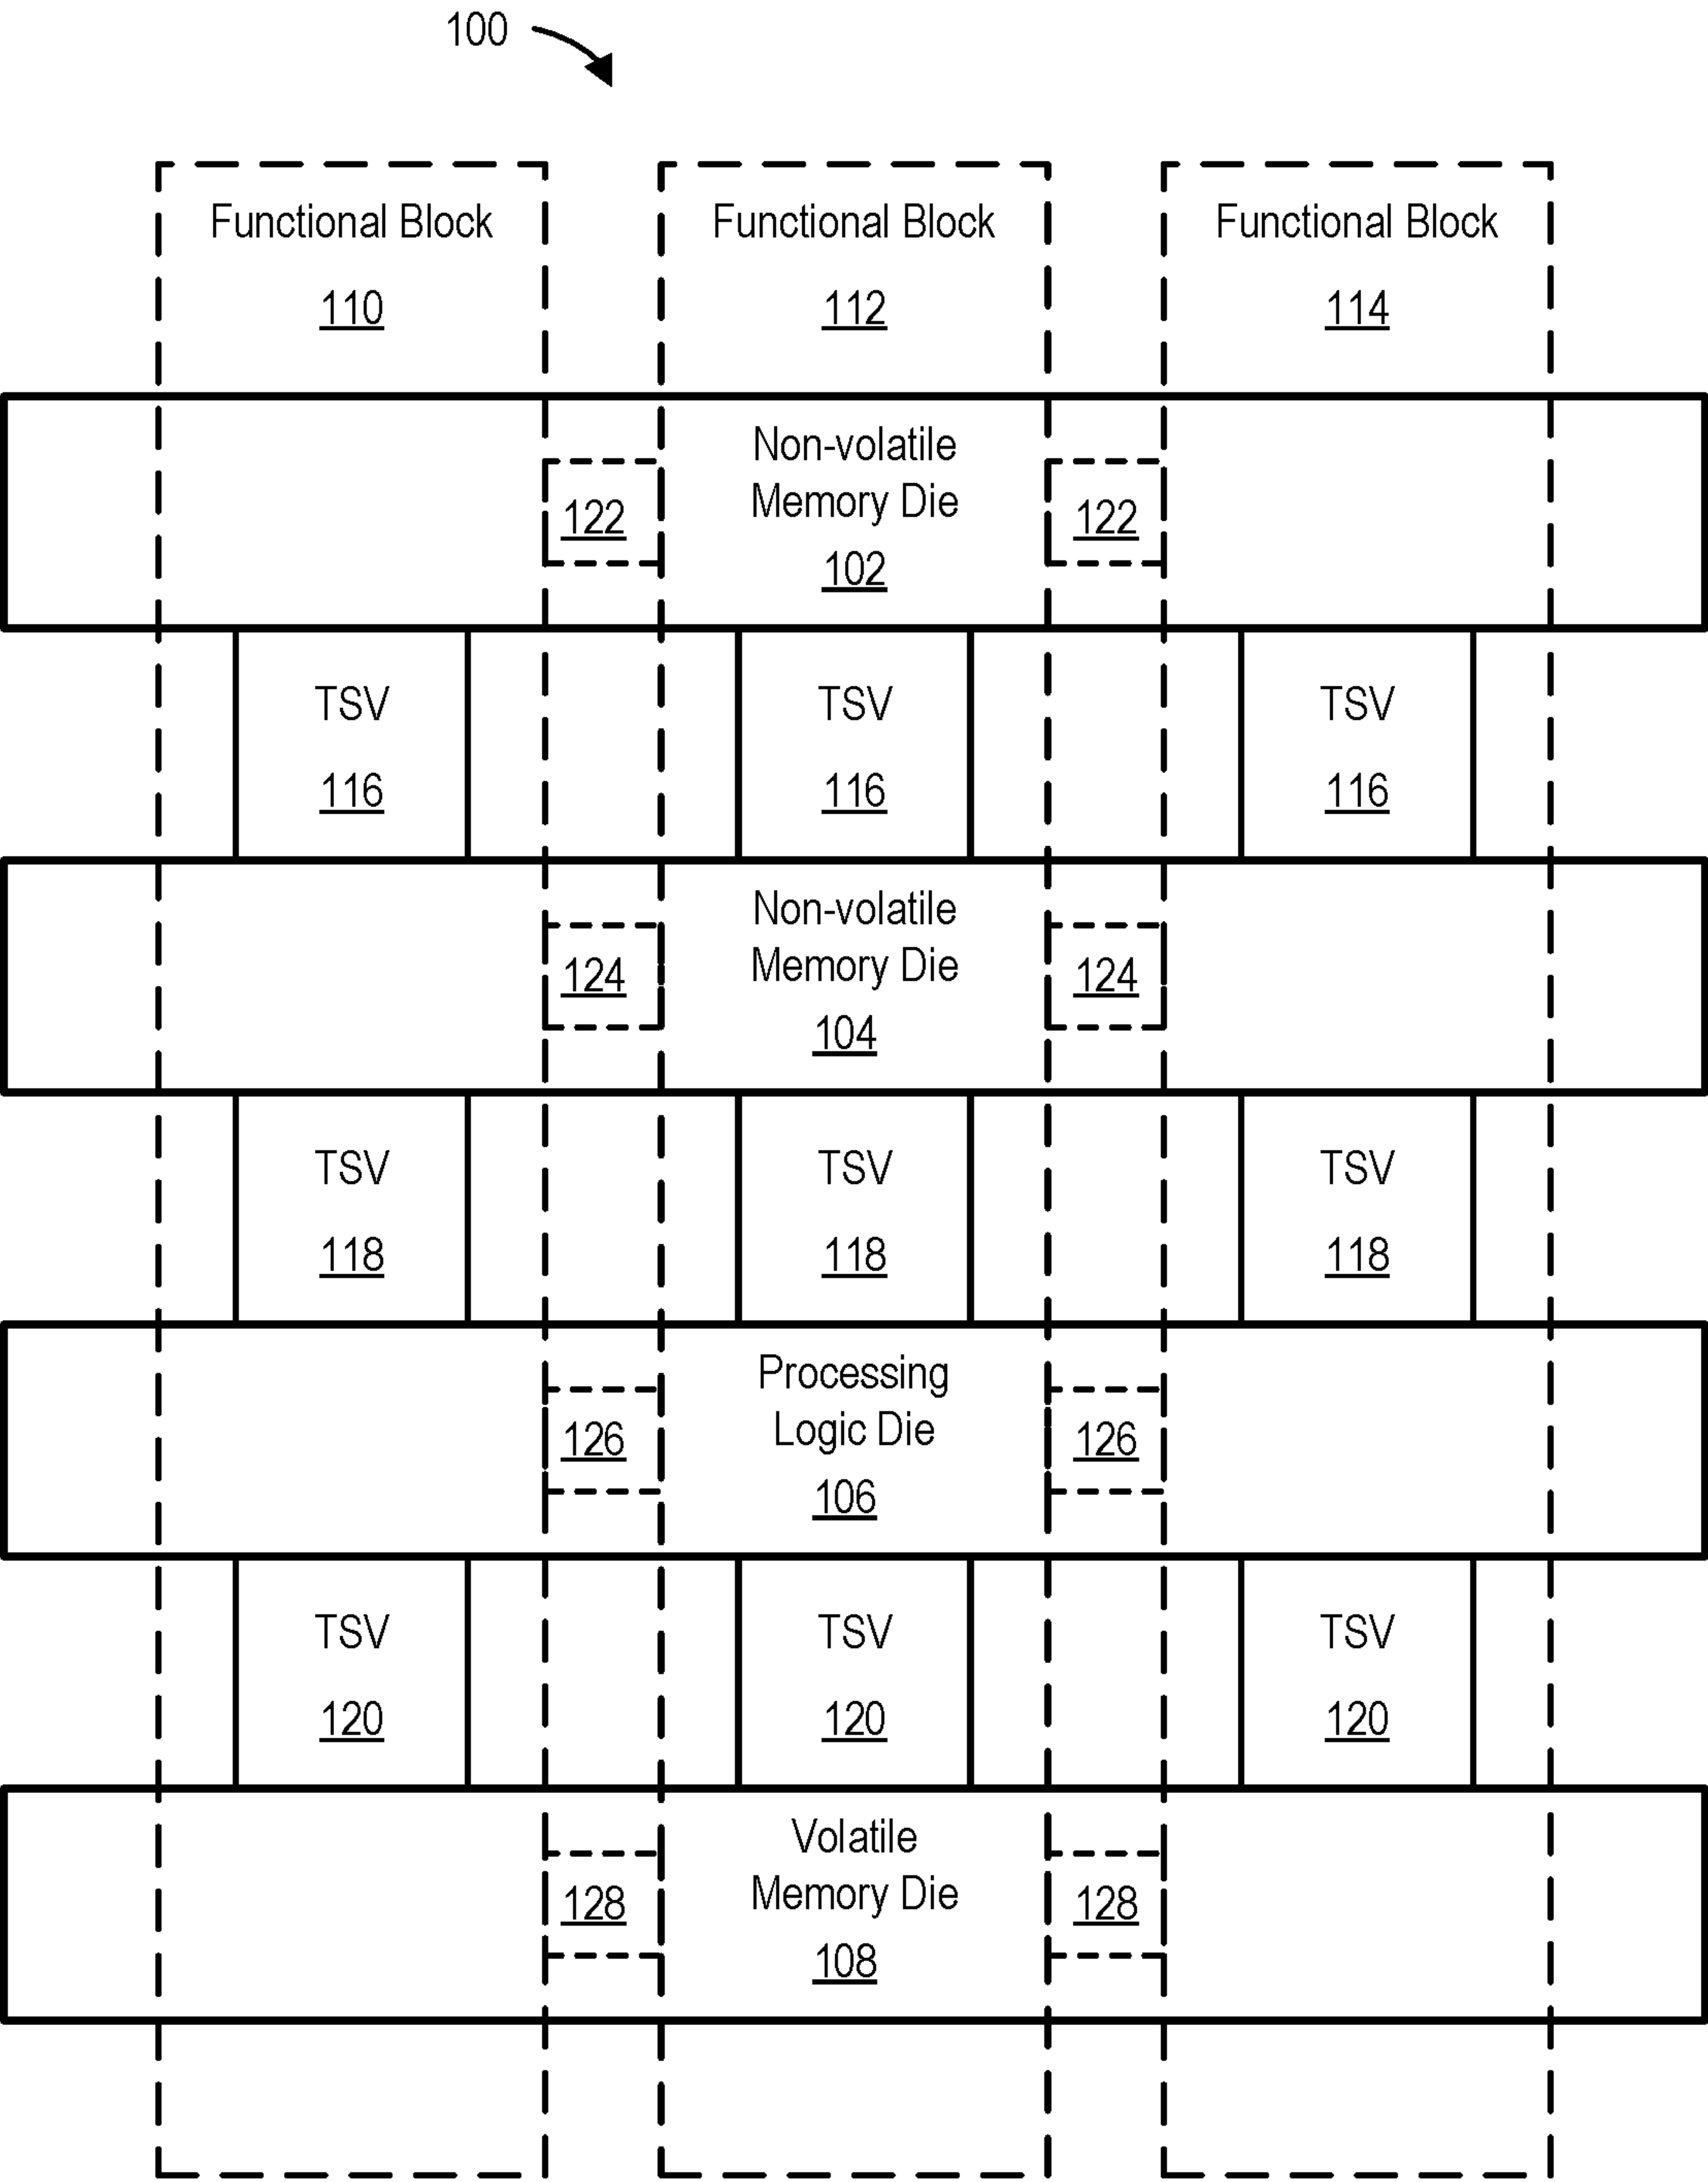 100
Functional Block Functional Block Functional Block
110 112 114
Non-volatile
Memory Die
122 122
102
TSV TSV TSV
116 116 116
Non-volatile
Memory Die
124 124
104
TSV TSV TSV
118 118 118
Processing
Logic Die
126 126
106
TSV TSV TSV
120 120 120
Volatile
Memory Die
128 128
108